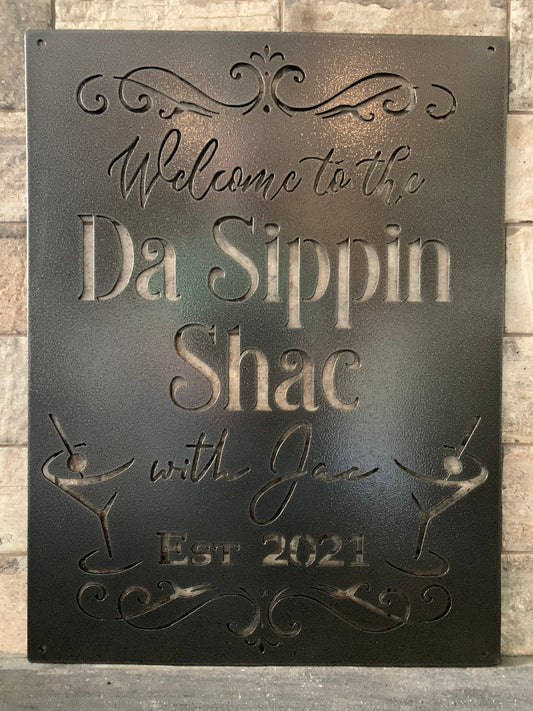 Welcome to the
Da Sippin
Shac
with Jac
Est 2021